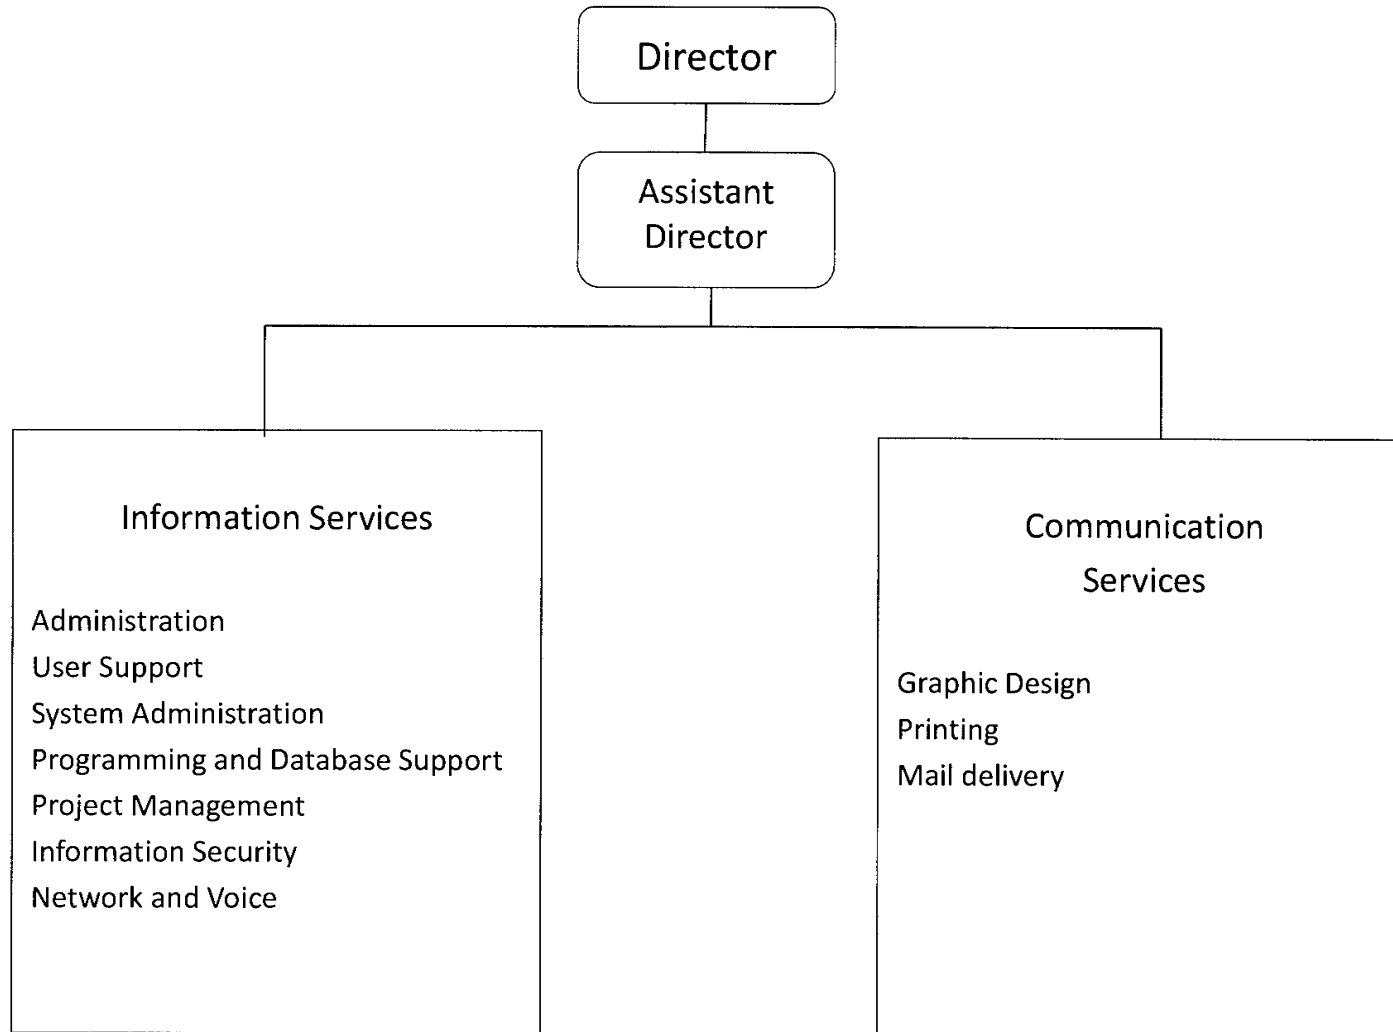 Director
Assistant
Director
Information Services
Administration
User Support
System Administration
Programming and Database Support
Project Management
Information Security
Network and Voice
Communication
Services
Graphic Design
Printing
Mail delivery